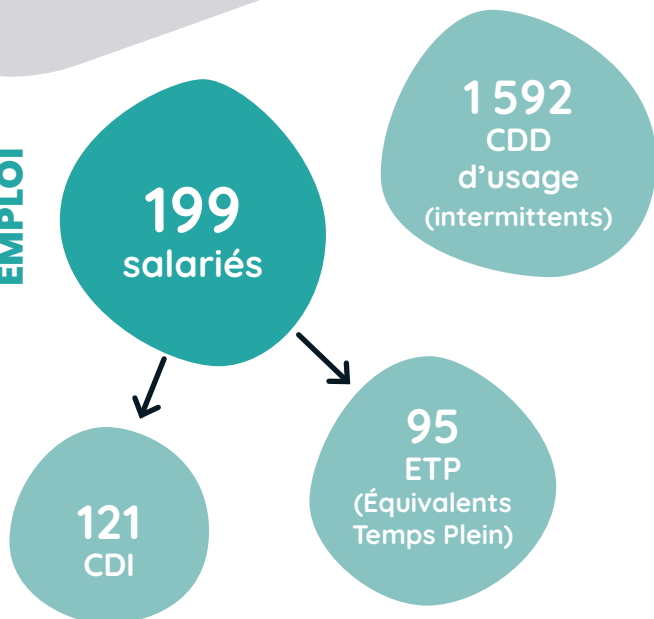 EMPLOI
199
salariés
1 592
CDD
d'usage
(intermittents)
121
CDI
95
ETP
(Équivalents
Temps Plein)